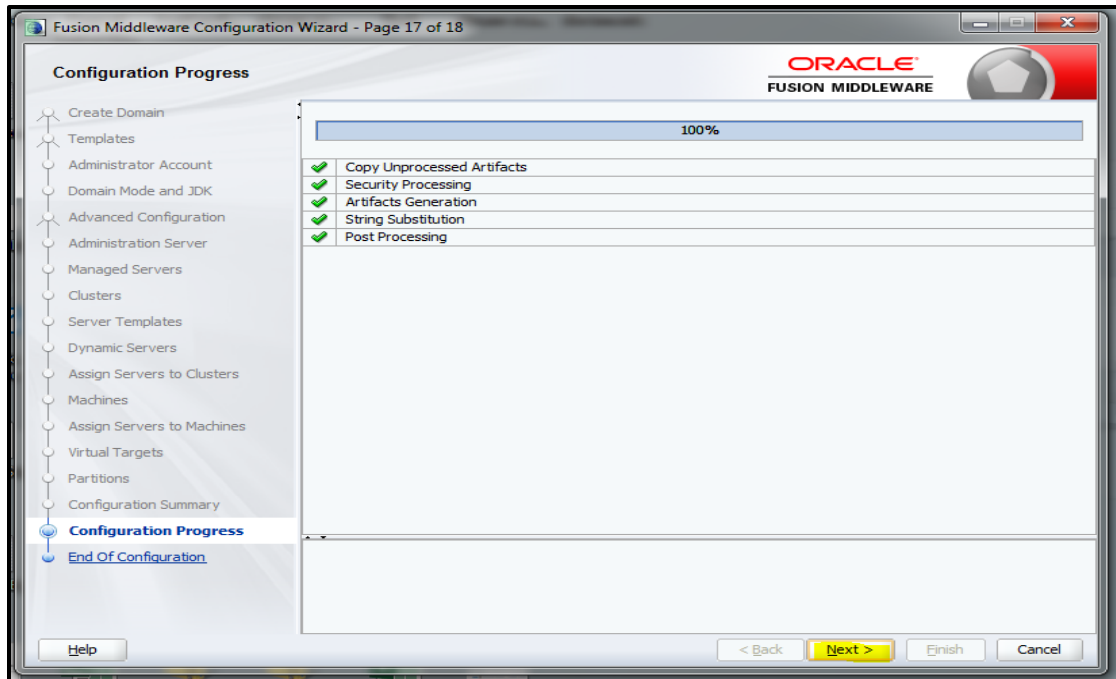 Fusion Middleware Configuration Wizard - Page 17 of 18
Configuration Progress
ORACLE
FUSION MIDDLEWARE
Create Domain
Templates
Administrator Account
Domain Mode and JDK
Advanced Configuration
Administration Server
Managed Servers
Clusters
Server Templates
Dynamic Servers
Assign Servers to Clusters
Machines
Assign Servers to Machines
Virtual Targets
Partitions
Configuration Summary
Configuration Progress
End Of Configuration
100%
Copy Unprocessed Artifacts
Security Processing
Artifacts Generation
String Substitution
Post Processing
Help
< Back Next > Finish Cancel